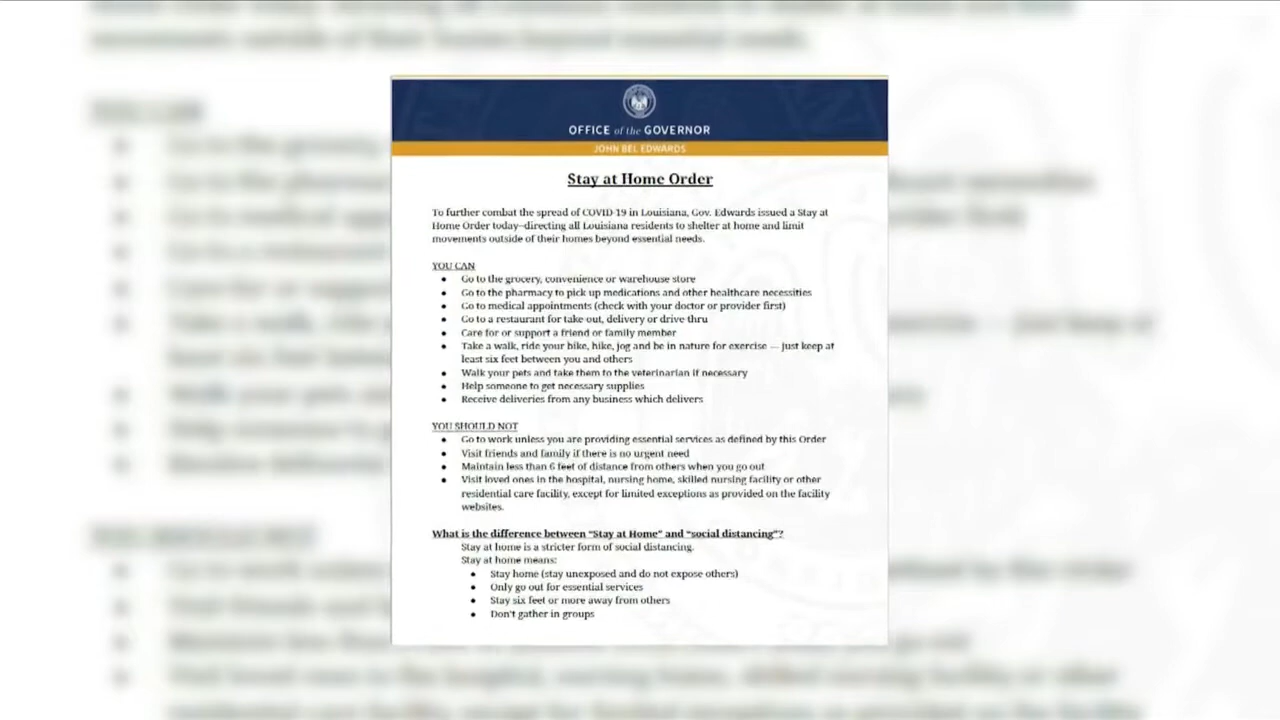 OFFICE of the GOVERNOR
JOHN BEL EDWARDS
Stay at Home Order
To further combat the spread of COVID-19 in Louisiana, Gov. Edwards issued a Stay at
Home Order today–directing all Louisiana residents to shelter at home and limit
movements outside of their homes beyond essential needs.
YOU CAN
• Go to the grocery, convenience or warehouse store
• Go to the pharmacy to pick up medications and other healthcare necessities
• Go to medical appointments (check with your doctor or provider first)
• Go to a restaurant for take out, delivery or drive thru
• Care for or support a friend or family member
• Take a walk, ride your bike, hike, jog and be in nature for exercise — just keep at
least six feet between you and others
• Walk your pets and take them to the veterinarian if necessary
• Help someone to get necessary supplies
• Receive deliveries from any business which delivers
YOU SHOULD NOT
• Go to work unless you are providing essential services as defined by this Order
• Visit friends and family if there is no urgent need
• Maintain less than 6 feet of distance from others when you go out
• Visit loved ones in the hospital, nursing home, skilled nursing facility or other
residential care facility, except for limited exceptions as provided on the facility
websites.
What is the difference between “Stay at Home” and “social distancing”?
Stay at home is a stricter form of social distancing.
Stay at home means:
• Stay home (stay unexposed and do not expose others)
• Only go out for essential services
• Stay six feet or more away from others
• Don't gather in groups